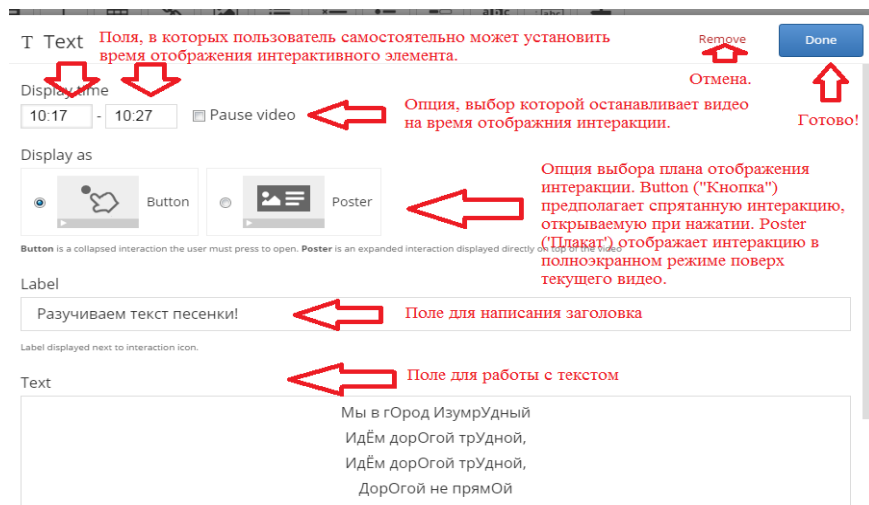 T Text
Поля, в которых пользователь самостоятельно может установить
время отображения интерактивного элемента.
Remove
Done
Отмена.
Готово!
Display time
10:17 - 10:27
Pause video
Опция, выбор которой останавливает видео
на время отображния интеракции.
Display as
Button
Poster
Опция выбора плана отображения
интеракции. Button ("Кнопка")
предполагает спрятанную интеракцию,
открываемую при нажатии. Poster
('Плакат') отображает интеракцию в
полноэкранном режиме поверх
текущего видео.
Button is a collapsed interaction the user must press to open. Poster is an expanded interaction displayed directly on top of the video
Label
Разучиваем текст песенки!
Поле для написания заголовка
Label displayed next to interaction icon.
Text
Поле для работы с текстом
Мы в гОрод ИзумрУдный
ИдЁм дорОгой трУдной,
ИдЁм дорОгой трУдной,
ДорОгой не прямОй